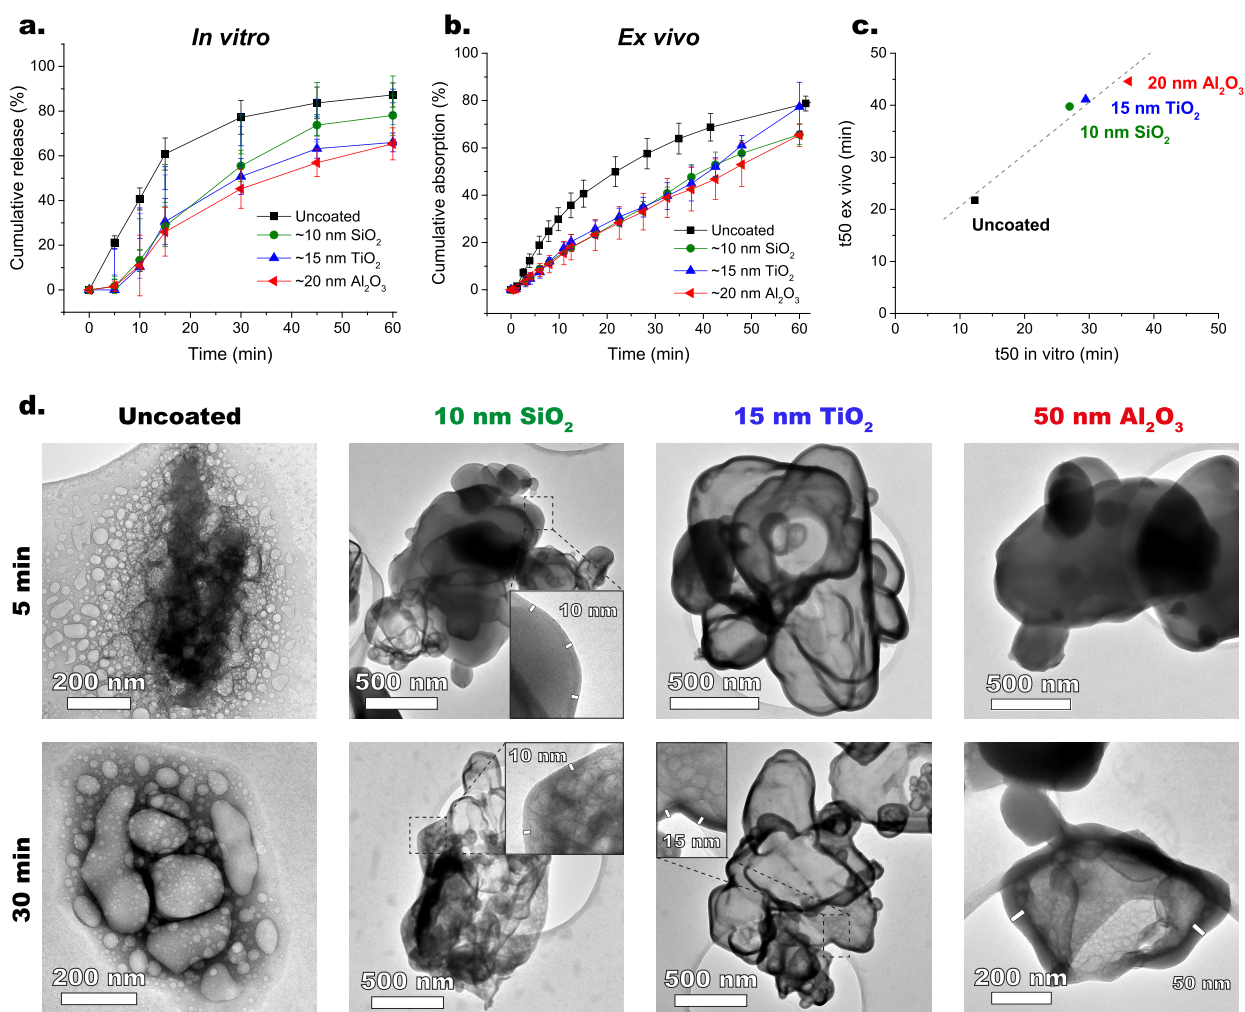 a.
In vitro
Cumulative release (%)
100
80
60
40
20
0
Uncoated
~10 nm SiO₂
~15 nm TiO₂
~20 nm Al₂O₃
0
10
30
45
60
Time (min)
b.
Ex vivo
Cumulative absorption (%)
100
80
60
40
20
0
Uncoated
~10 nm SiO₂
~15 nm TiO₂
~20 nm Al₂O₃
0
10
20
30
40
50
60
Time (min)
c.
t50 ex vivo (min)
50
40
30
20
10
0
20 nm Al₂O₃
15 nm TiO₂
10 nm SiO₂
Uncoated
0
10
20
30
40
50
t50 in vitro (min)
d.
Uncoated
10 nm SiO₂
15 nm TiO₂
50 nm Al₂O₃
5 min
200 nm
500 nm
10 nm
500 nm
500 nm
30 min
200 nm
10 nm
500 nm
15 nm
500 nm
200 nm
50 nm